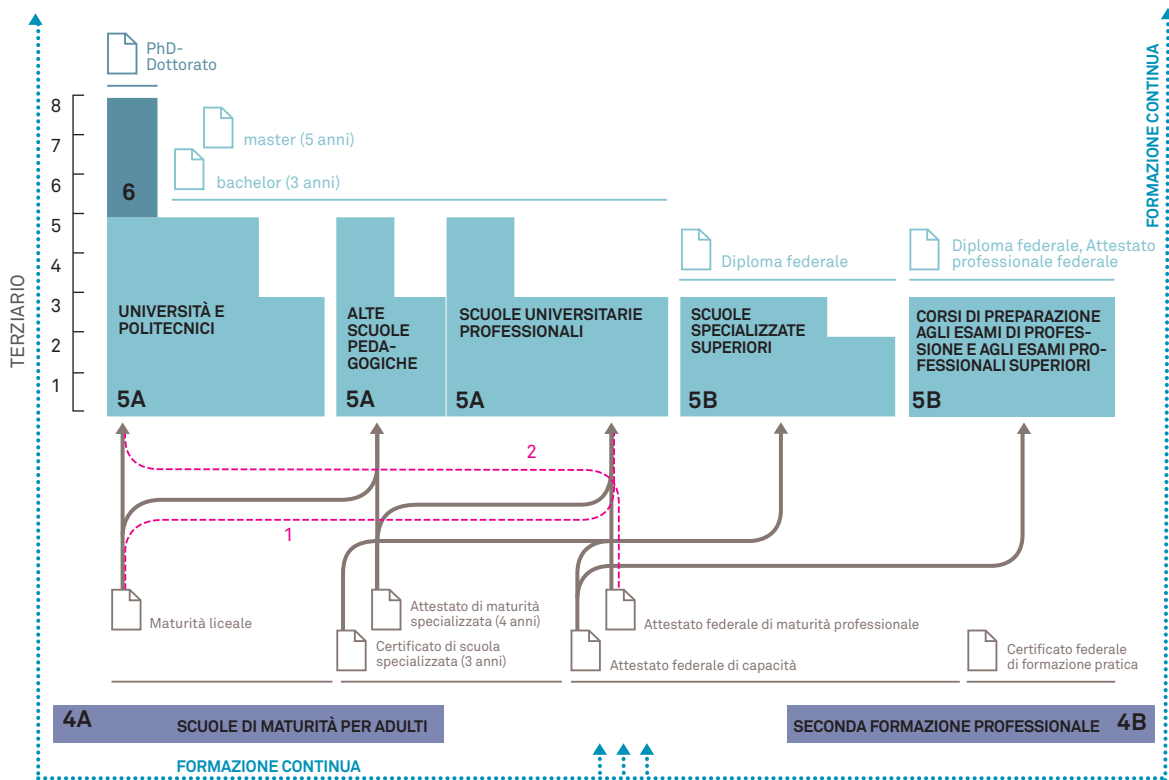 PhD-
Dottorato
master (5 anni)
bachelor (3 anni)
8
7
6
5
4
3
2
1
TERZIARIO
6
Diploma federale
Diploma federale, Attestato
professionale federale
UNIVERSITÀ E
POLITECNICI
5A
ALTE
SCUOLE
PEDA-
GOGICHE
5A
SCUOLE UNIVERSITARIE
PROFESSIONALI
5A
SCUOLE
SPECIALIZZATE
SUPERIORI
5B
CORSI DI PREPARAZIONE
AGLI ESAMI DI PROFES-
SIONE E AGLI ESAMI PRO-
FESSIONALI SUPERIORI
5B
2
1
Maturità liceale
Attestato di maturità
specializzata (4 anni)
Certificato di scuola
specializzata (3 anni)
Attestato federale di maturità professionale
Attestato federale di capacità
Certificato federale
di formazione pratica
4A
SCUOLE DI MATURITÀ PER ADULTI
SECONDA FORMAZIONE PROFESSIONALE 4B
FORMAZIONE CONTINUA
FORMAZIONE CONTINUA